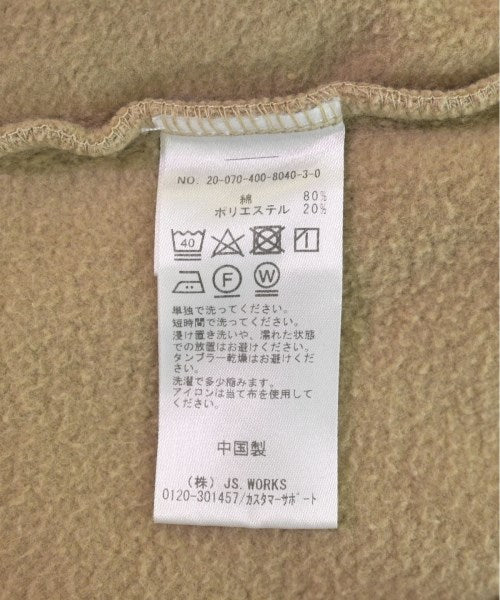 NO. 20-070-400-8040-3-0
綿 80%
ポリエステル 20%
40
F W
単独で洗ってください。
短時間で洗ってください。
浸け置き洗いや、濡れた状態
での放置はお避けください。
タンブラー乾燥はお避けください。
洗濯で多少縮みます。
アイロンは当て布を使用して
ください。
中国製
(株) JS. WORKS
0120-301457/カスタマーサポート